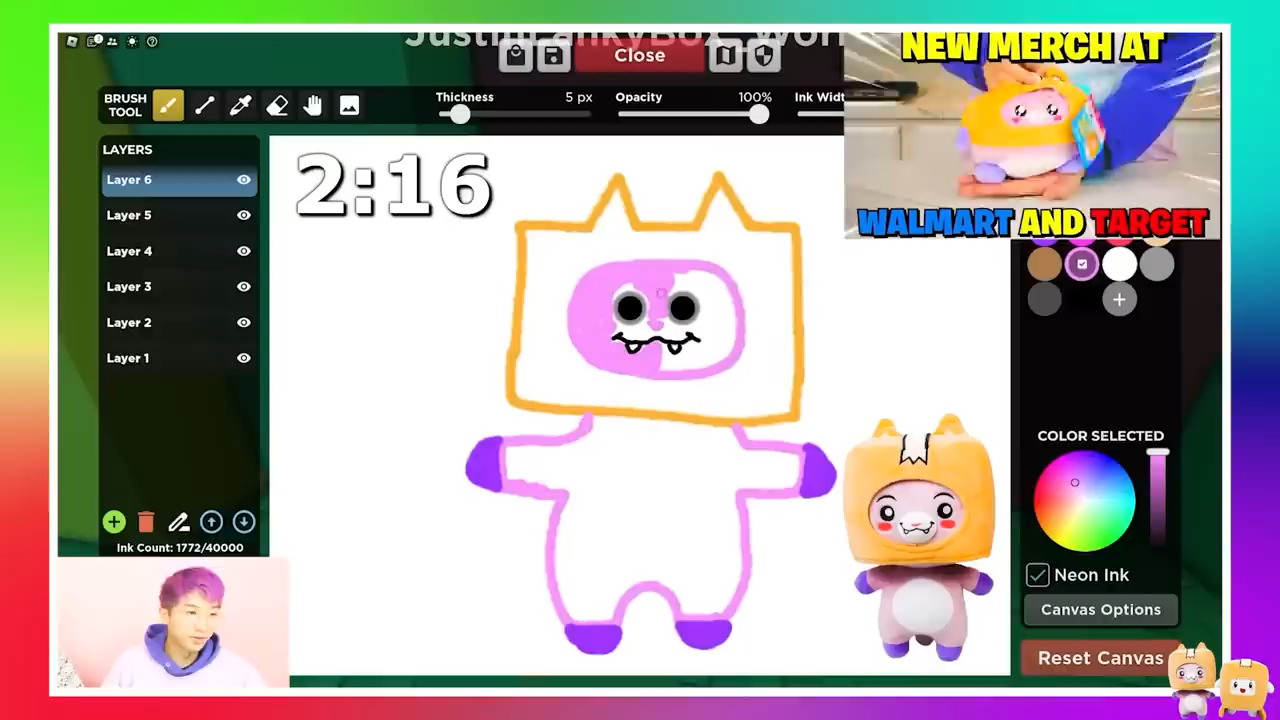 Close
NEW MERCH AT
WALMART AND TARGET
BRUSH
TOOL
Thickness
5 px
Opacity
100%
LAYERS
2:16
Layer 6
Layer 5
Layer 4
Layer 3
Layer 2
Layer 1
Ink Count: 1772/40000
COLOR SELECTED
Neon Ink
Canvas Options
Reset Canvas